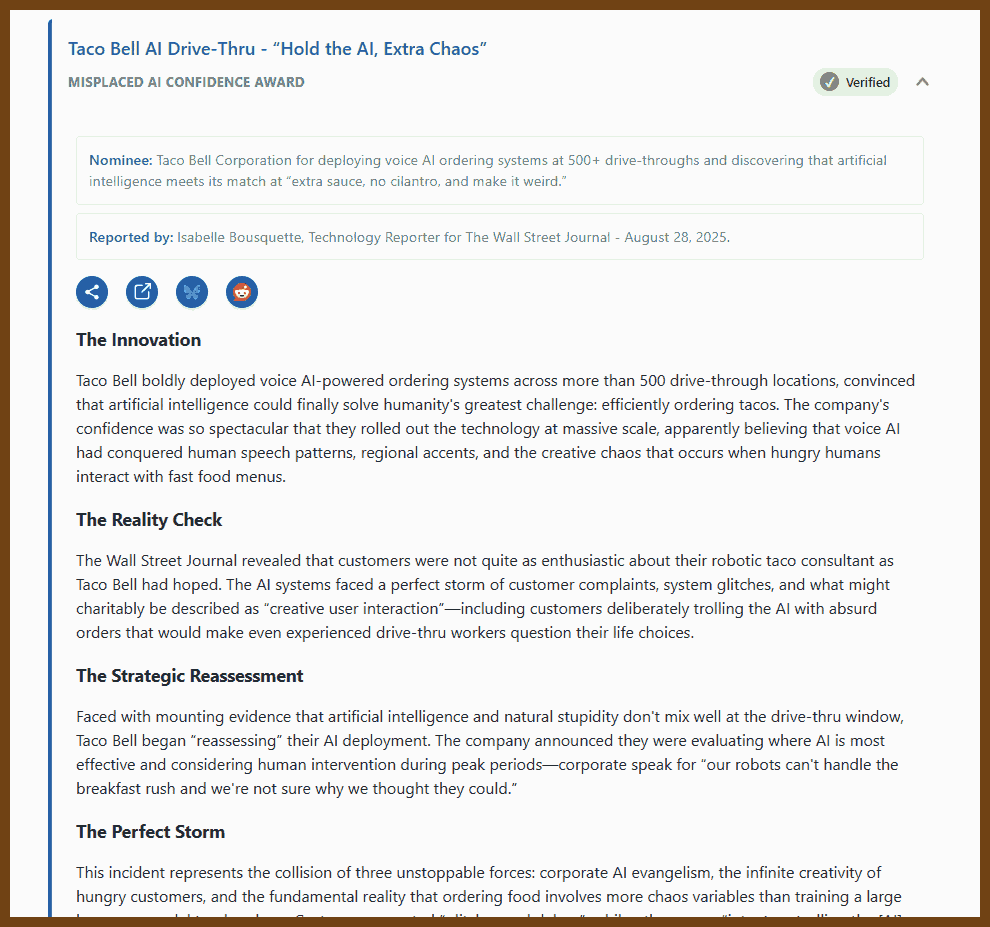 Taco Bell AI Drive-Thru - “Hold the AI, Extra Chaos”
MISPLACED AI CONFIDENCE AWARD
Verified
Nominee: Taco Bell Corporation for deploying voice AI ordering systems at 500+ drive-throughs and discovering that artificial
intelligence meets its match at “extra sauce, no cilantro, and make it weird.”
Reported by: Isabelle Bousquette, Technology Reporter for The Wall Street Journal - August 28, 2025.
The Innovation
Taco Bell boldly deployed voice AI-powered ordering systems across more than 500 drive-through locations, convinced
that artificial intelligence could finally solve humanity's greatest challenge: efficiently ordering tacos. The company's
confidence was so spectacular that they rolled out the technology at massive scale, apparently believing that voice AI
had conquered human speech patterns, regional accents, and the creative chaos that occurs when hungry humans
interact with fast food menus.
The Reality Check
The Wall Street Journal revealed that customers were not quite as enthusiastic about their robotic taco consultant as
Taco Bell had hoped. The AI systems faced a perfect storm of customer complaints, system glitches, and what might
charitably be described as “creative user interaction”—including customers deliberately trolling the AI with absurd
orders that would make even experienced drive-thru workers question their life choices.
The Strategic Reassessment
Faced with mounting evidence that artificial intelligence and natural stupidity don't mix well at the drive-thru window,
Taco Bell began “reassessing” their AI deployment. The company announced they were evaluating where AI is most
effective and considering human intervention during peak periods—corporate speak for “our robots can't handle the
breakfast rush and we're not sure why we thought they could.”
The Perfect Storm
This incident represents the collision of three unstoppable forces: corporate AI evangelism, the infinite creativity of
hungry customers, and the fundamental reality that ordering food involves more chaos variables than training a large